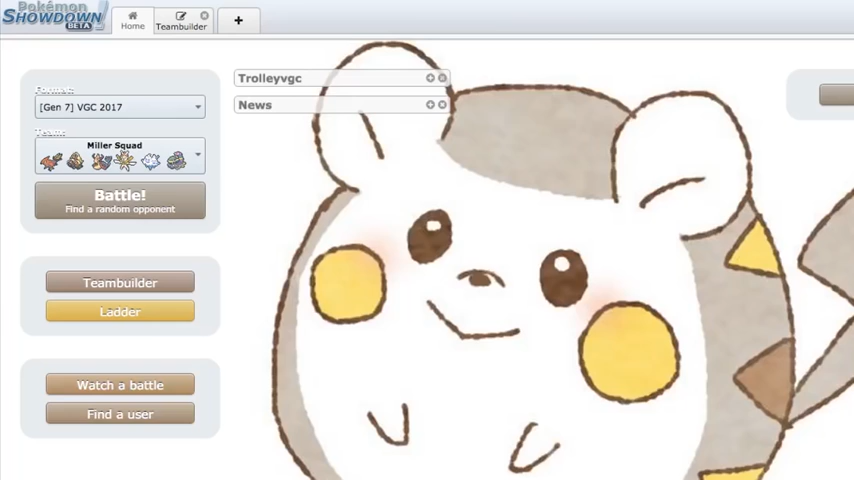 Pokémon
SHOWDOWN
BETA
Home
Teambuilder
Format:
[Gen 7] VGC 2017
Team:
Miller Squad
Battle!
Find a random opponent
Teambuilder
Ladder
Watch a battle
Find a user
Trolleyvgc
News